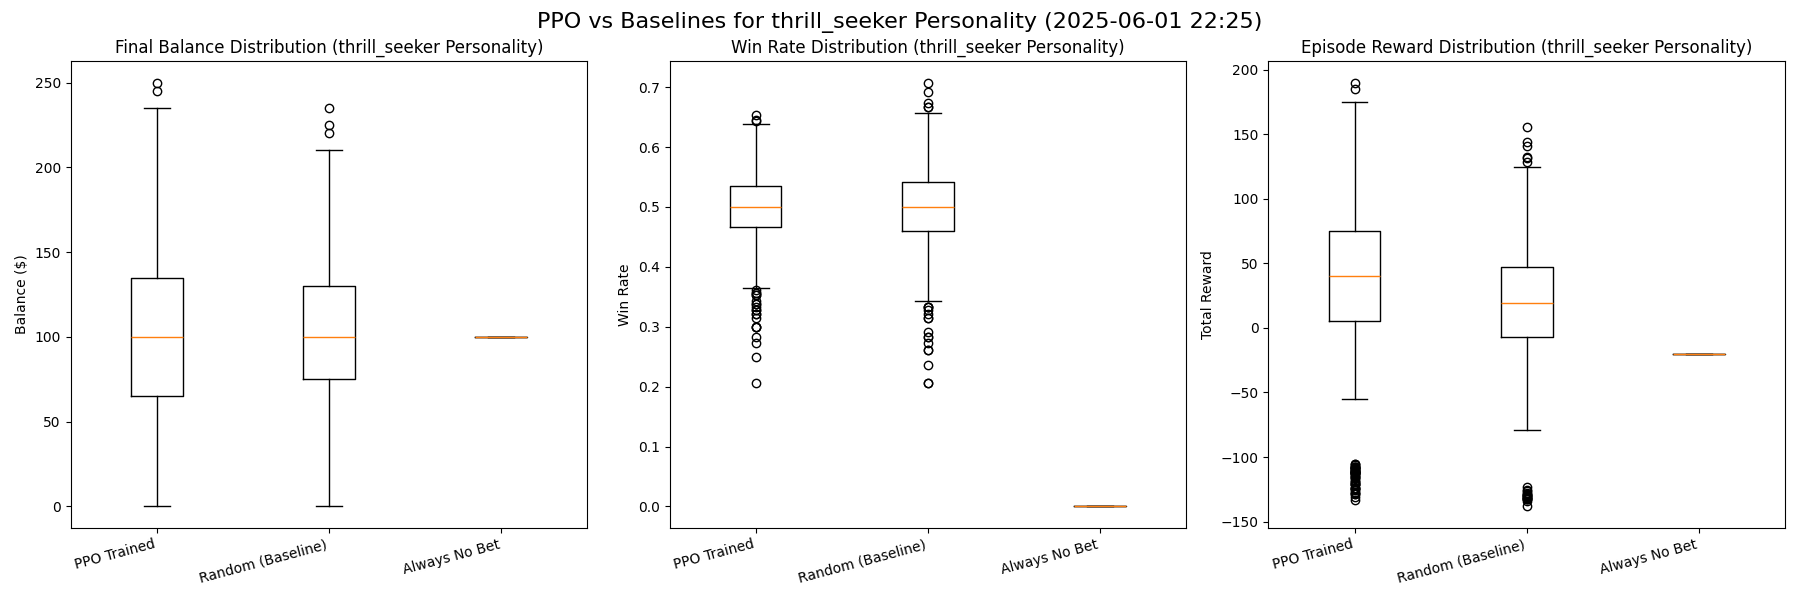 PPO vs Baselines for thrill_seeker Personality (2025-06-01 22:25)
Final Balance Distribution (thrill_seeker Personality)
Balance ($)
250
200
150
100
50
0
PPO Trained
Random (Baseline)
Always No Bet
Win Rate Distribution (thrill_seeker Personality)
Win Rate
0.7
0.6
0.5
0.4
0.3
0.2
0.1
0.0
PPO Trained
Random (Baseline)
Always No Bet
Episode Reward Distribution (thrill_seeker Personality)
Total Reward
200
150
100
50
0
−50
−100
−150
PPO Trained
Random (Baseline)
Always No Bet